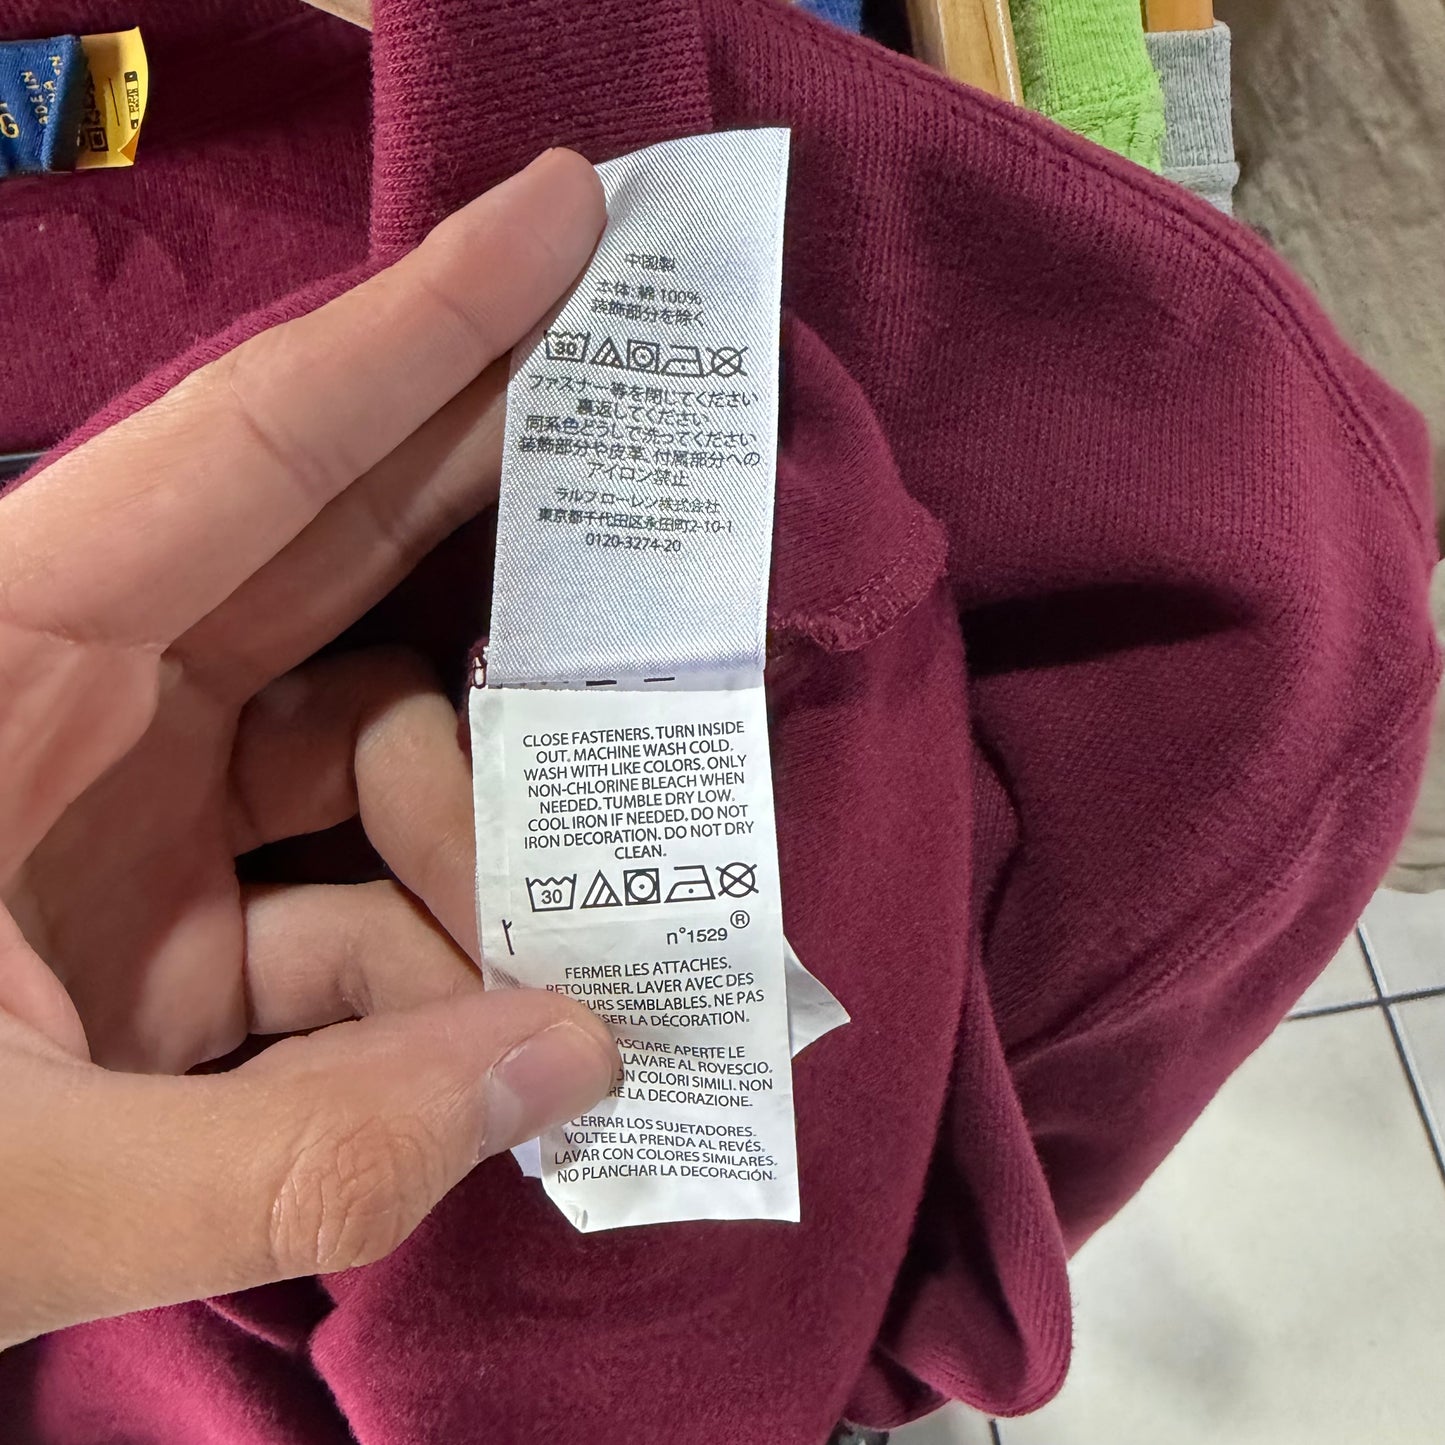 中国製
本体: 綿 100%
装飾部分を除く
30
ファスナー等を閉じてください
裏返してください
同系色どうしで洗ってください
装飾部分や皮革、付属部分への
アイロン禁止
ラルフ ローレン株式会社
東京都千代田区永田町2-10-1
0120-3274-20
CLOSE FASTENERS. TURN INSIDE
OUT. MACHINE WASH COLD.
WASH WITH LIKE COLORS. ONLY
NON-CHLORINE BLEACH WHEN
NEEDED. TUMBLE DRY LOW.
COOL IRON IF NEEDED. DO NOT
IRON DECORATION. DO NOT DRY
CLEAN.
30
n°1529 ®
FERMER LES ATTACHES.
RETOURNER. LAVER AVEC DES
EURS SEMBLABLES. NE PAS
SER LA DÉCORATION.
ASCIARE APERTE LE
LAVARE AL ROVESCIO.
ON COLORI SIMILI. NON
RE LA DECORAZIONE.
CERRAR LOS SUJETADORES.
VOLTEE LA PRENDA AL REVÉS.
LAVAR CON COLORES SIMILARES.
NO PLANCHAR LA DECORACIÓN.